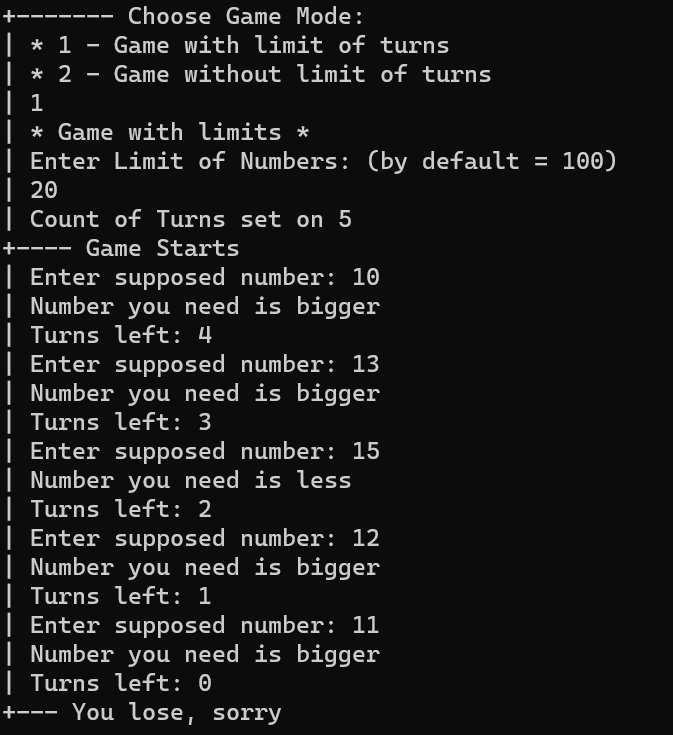 +------- Choose Game Mode:
| * 1 - Game with limit of turns
| * 2 - Game without limit of turns
| 1
| * Game with limits *
| Enter Limit of Numbers: (by default = 100)
| 20
| Count of Turns set on 5
+---- Game Starts
| Enter supposed number: 10
| Number you need is bigger
| Turns left: 4
| Enter supposed number: 13
| Number you need is bigger
| Turns left: 3
| Enter supposed number: 15
| Number you need is less
| Turns left: 2
| Enter supposed number: 12
| Number you need is bigger
| Turns left: 1
| Enter supposed number: 11
| Number you need is bigger
| Turns left: 0
+--- You lose, sorry